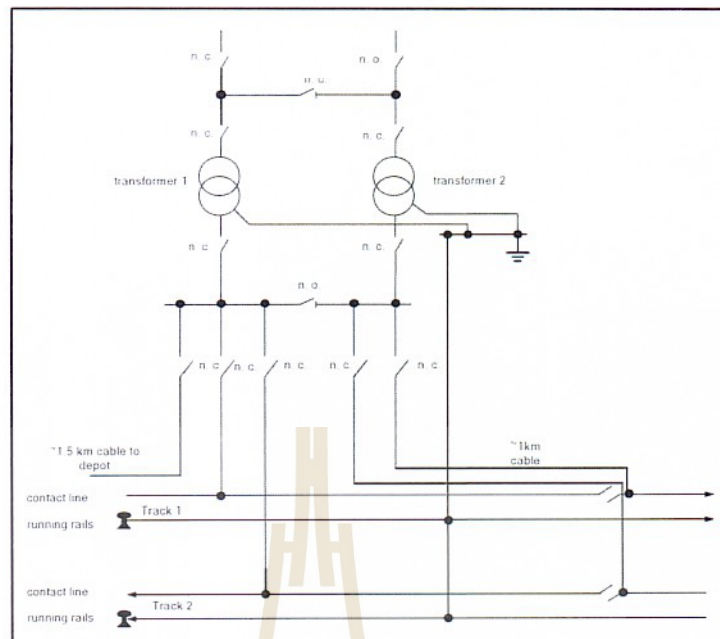 n. c.
n. o.
n. o.
n. c.
n. c.
transformer 1
transformer 2
n. c.
n. c.
n. o
n. c.
n. c.
n. c.
n. c.
n. c.
~1.5 km cable to
depot
~1km
cable
contact line
Track 1
running rails
contact line
Track 2
running rails